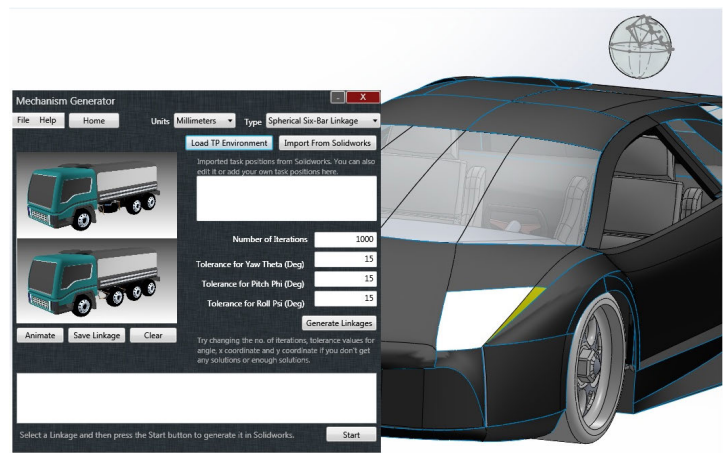 Mechanism Generator
- X
File Help Home Units Millimeters Type Spherical Six-Bar Linkage
Load TP Environment Import From Solidworks
Imported task positions from Solidworks. You can also
edit it or add your own task positions here.
Number of Iterations 1000
Tolerance for Yaw Theta (Deg) 15
Tolerance for Pitch Phi (Deg) 15
Tolerance for Roll Psi (Deg) 15
Generate Linkages
Animate Save Linkage Clear
Try changing the no. of iterations, tolerance values for
angle, x coordinate and y coordinate if you don't get
any solutions or enough solutions.
Select a Linkage and then press the Start button to generate it in Solidworks. Start